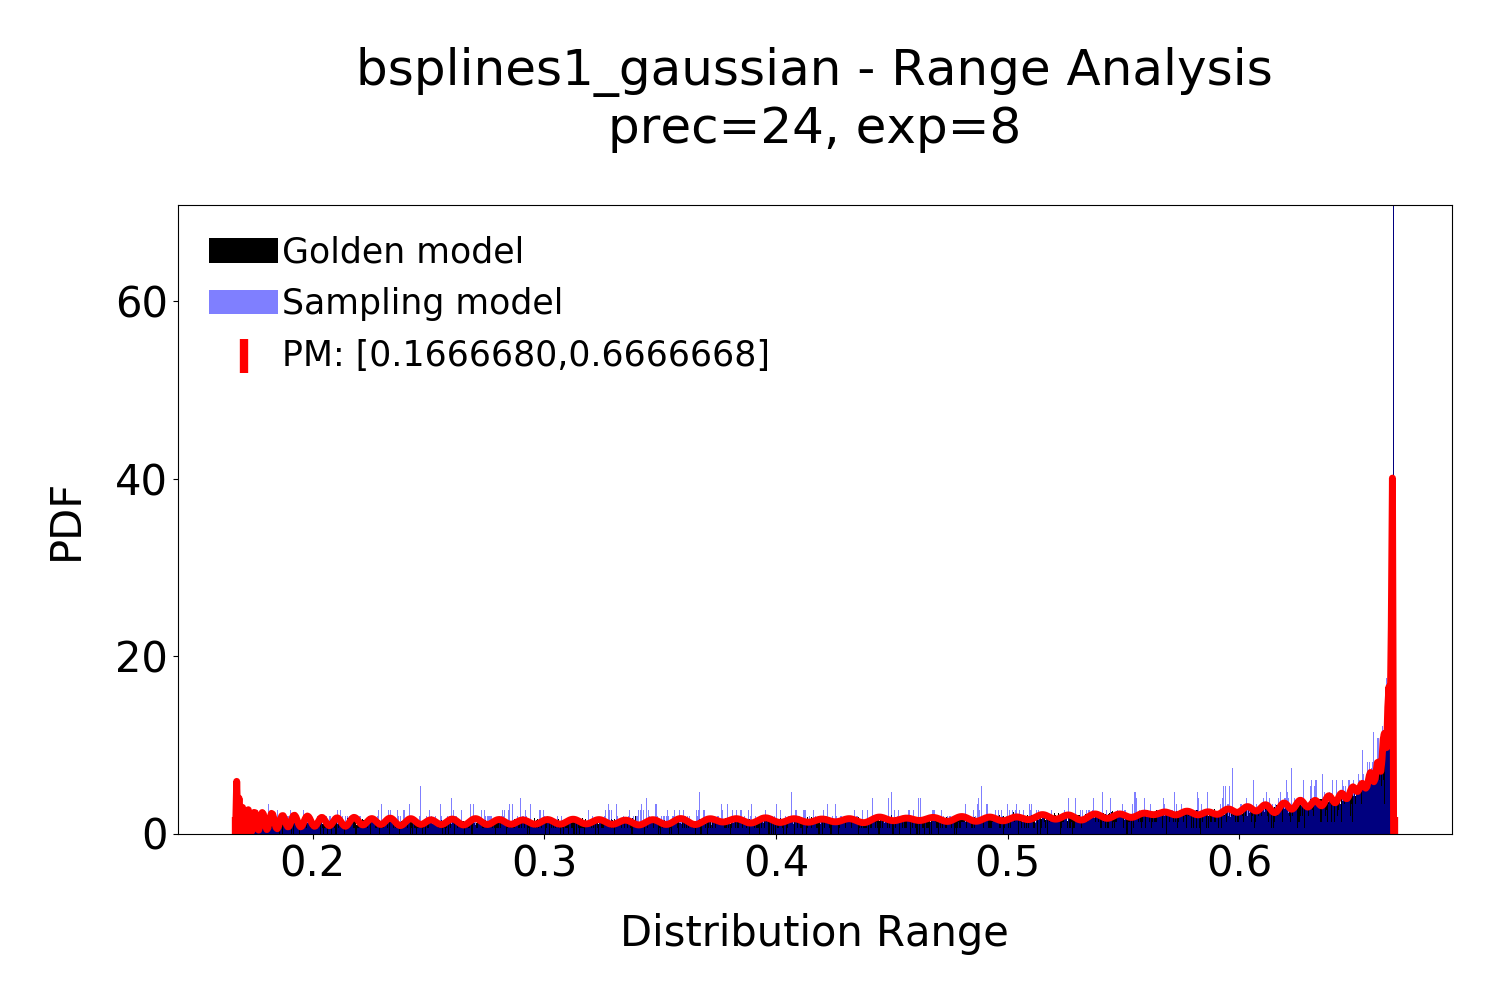 bsplines1_gaussian - Range Analysis
prec=24, exp=8
Golden model
Sampling model
PM: [0.1666680,0.6666668]
PDF
60
40
20
0
0.2 0.3 0.4 0.5 0.6
Distribution Range